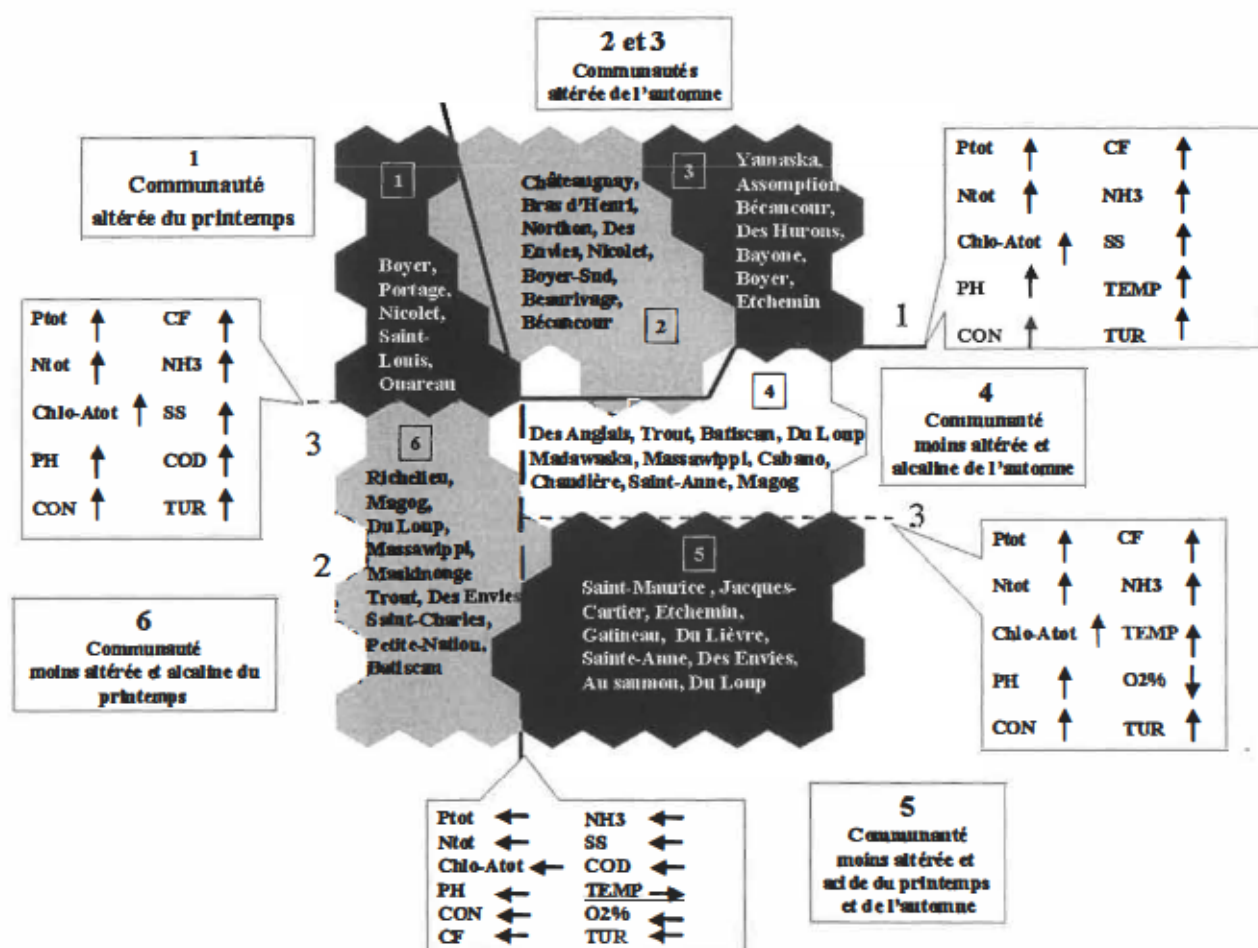 2 et 3
Communautés
altérée de l'automne
1
Communauté
altérée du printemps
1
Boyer,
Portage,
Nicolet,
Saint-
Louis,
Ouareau
Châteauguay,
Bras d'Henri,
Northon, Des
Envies, Nicolet,
Boyer-Sud,
Beaurivage,
Bécancour
2
3
Yamaska,
Assomption
Bécancour,
Des Hurons,
Bayone,
Boyer,
Etchemin
1
Ptot ↑ CF ↑
Ntot ↑ NH3 ↑
Chlo-Atot ↑ SS ↑
PH ↑ TEMP ↑
CON ↑ TUR ↑
Ptot ↑ CF ↑
Ntot ↑ NH3 ↑
Chlo-Atot ↑ SS ↑
PH ↑ COD ↑
CON ↑ TUR ↑
3
4
Des Anglais, Trout, Batiscan, Du Loup
Madawaska, Massawippi, Cabano,
Chaudière, Saint-Anne, Magog
4
Communauté
moins altérée et
alcaline de l'automne
6
Richelieu,
Magog,
Du Loup,
Massawippi,
Maskinonge
Trout, Des Envies
Saint-Charles,
Petite-Nation,
Batiscan
2
3
5
Saint-Maurice , Jacques-
Cartier, Etchemin,
Gatineau, Du Lièvre,
Sainte-Anne, Des Envies,
Au saumon, Du Loup
Ptot ↑ CF ↑
Ntot ↑ NH3 ↑
Chlo-Atot ↑ TEMP ↑
PH ↑ O2% ↓
CON ↑ TUR ↑
6
Communauté
moins altérée et alcaline du
printemps
Ptot ← NH3 ←
Ntot ← SS ←
Chlo-Atot ← COD ←
PH ← TEMP →
CON ← O2% ←
CF ← TUR ←
5
Communauté
moins altérée et
acide du printemps
et de l'automne